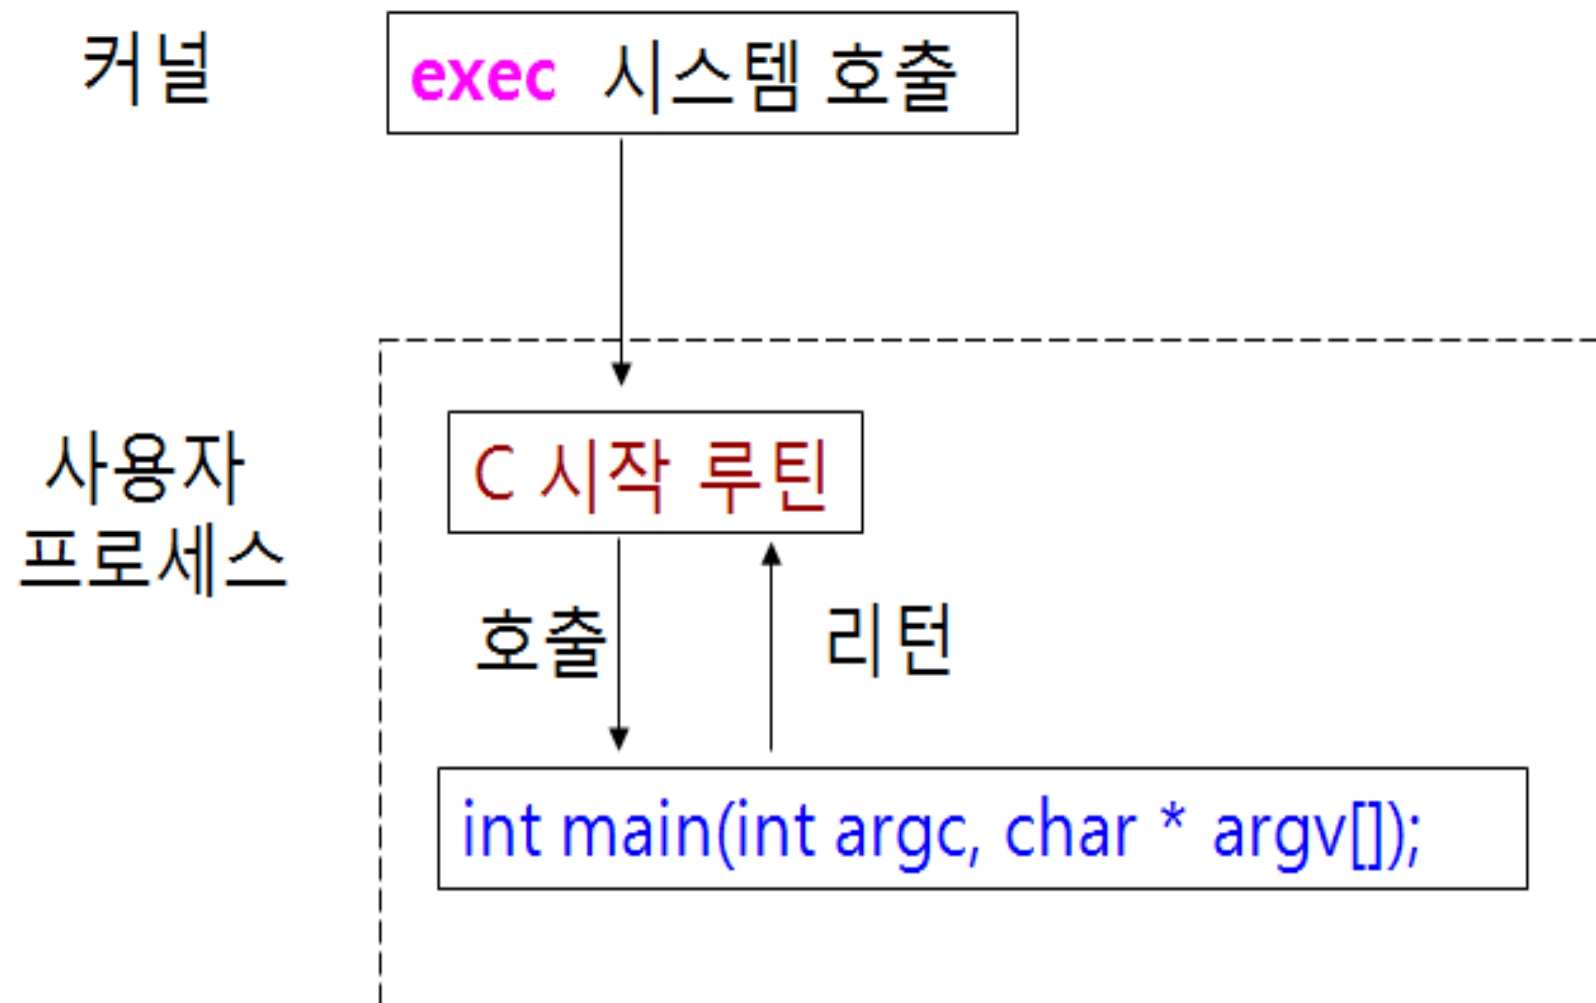 커널
exec 시스템 호출
C 시작 루틴
사용자
프로세스
호출
리턴
int main(int argc, char * argv[]);